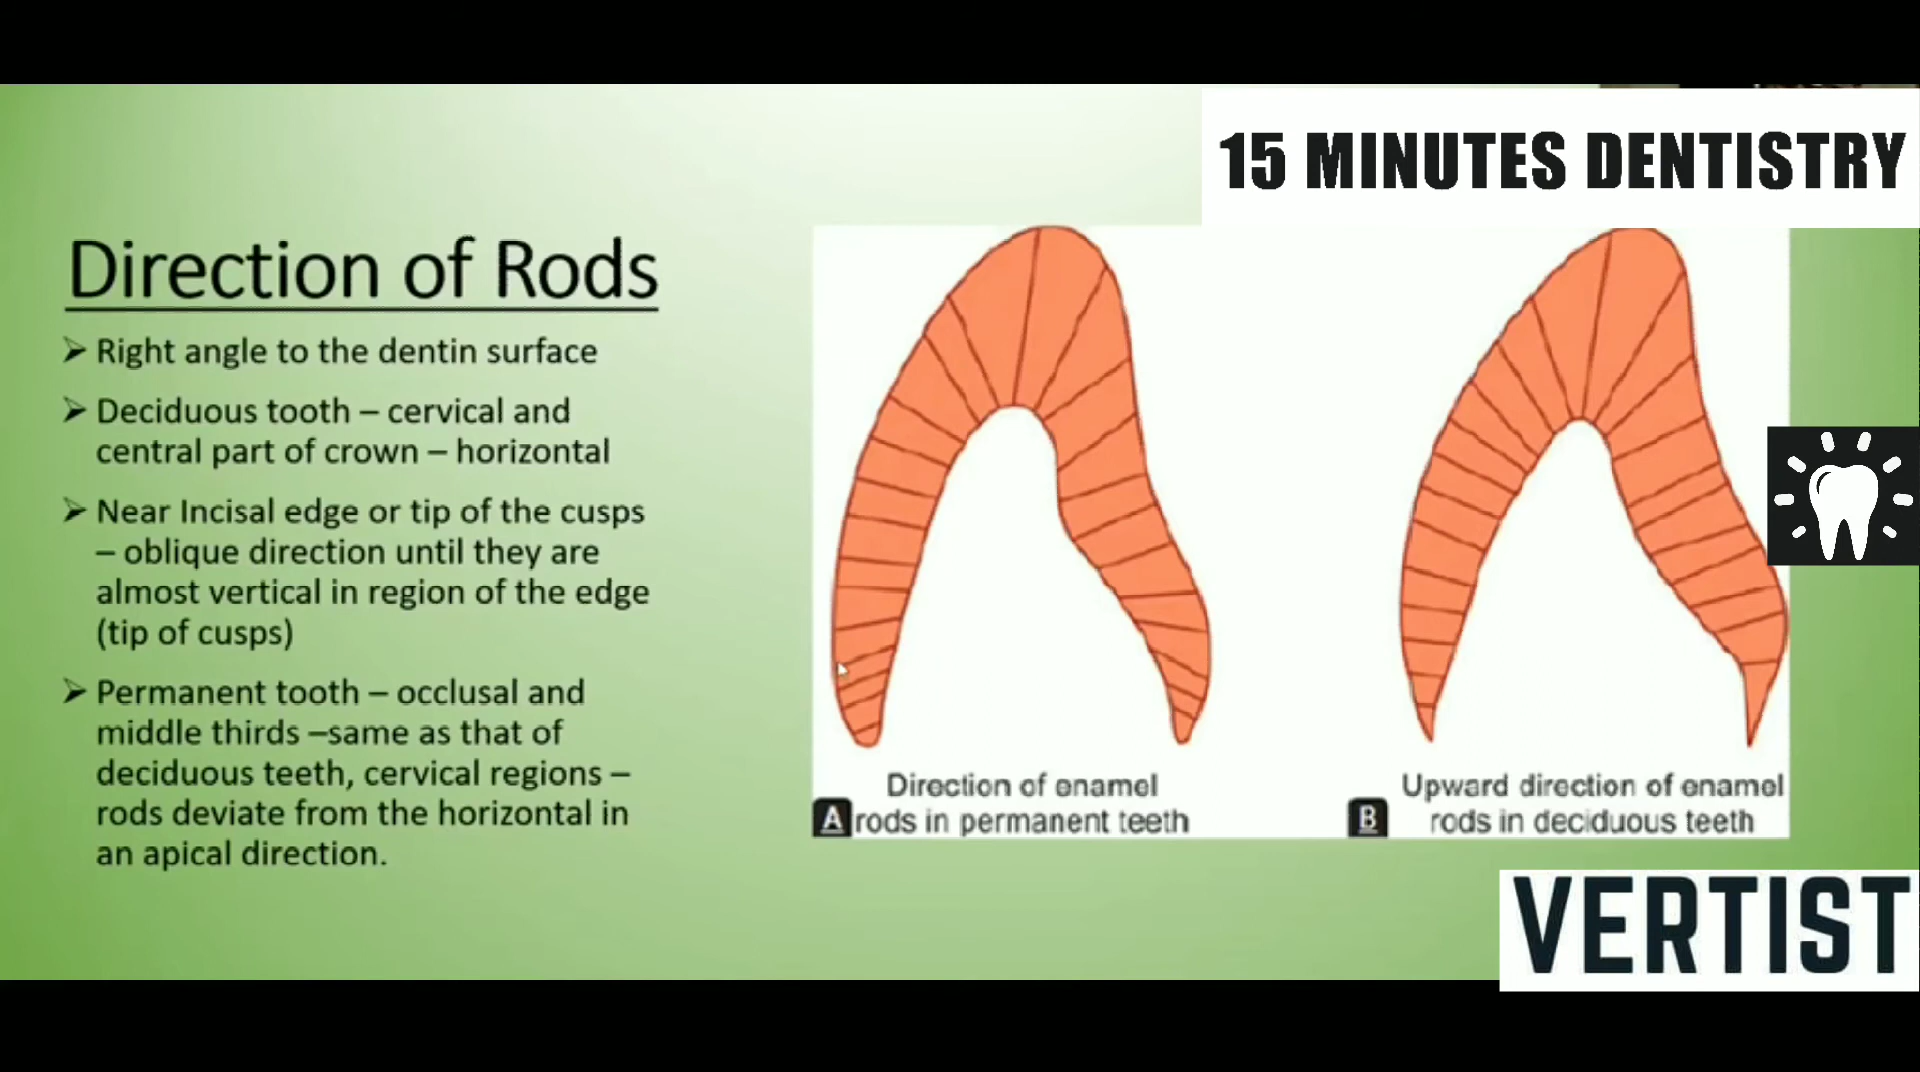 15 MINUTES DENTISTRY
Direction of Rods
➢ Right angle to the dentin surface
➢ Deciduous tooth – cervical and
central part of crown – horizontal
➢ Near Incisal edge or tip of the cusps
– oblique direction until they are
almost vertical in region of the edge
(tip of cusps)
➢ Permanent tooth – occlusal and
middle thirds –same as that of
deciduous teeth, cervical regions –
rods deviate from the horizontal in
an apical direction.
Direction of enamel
A rods in permanent teeth
Upward direction of enamel
B rods in deciduous teeth
VERTIST